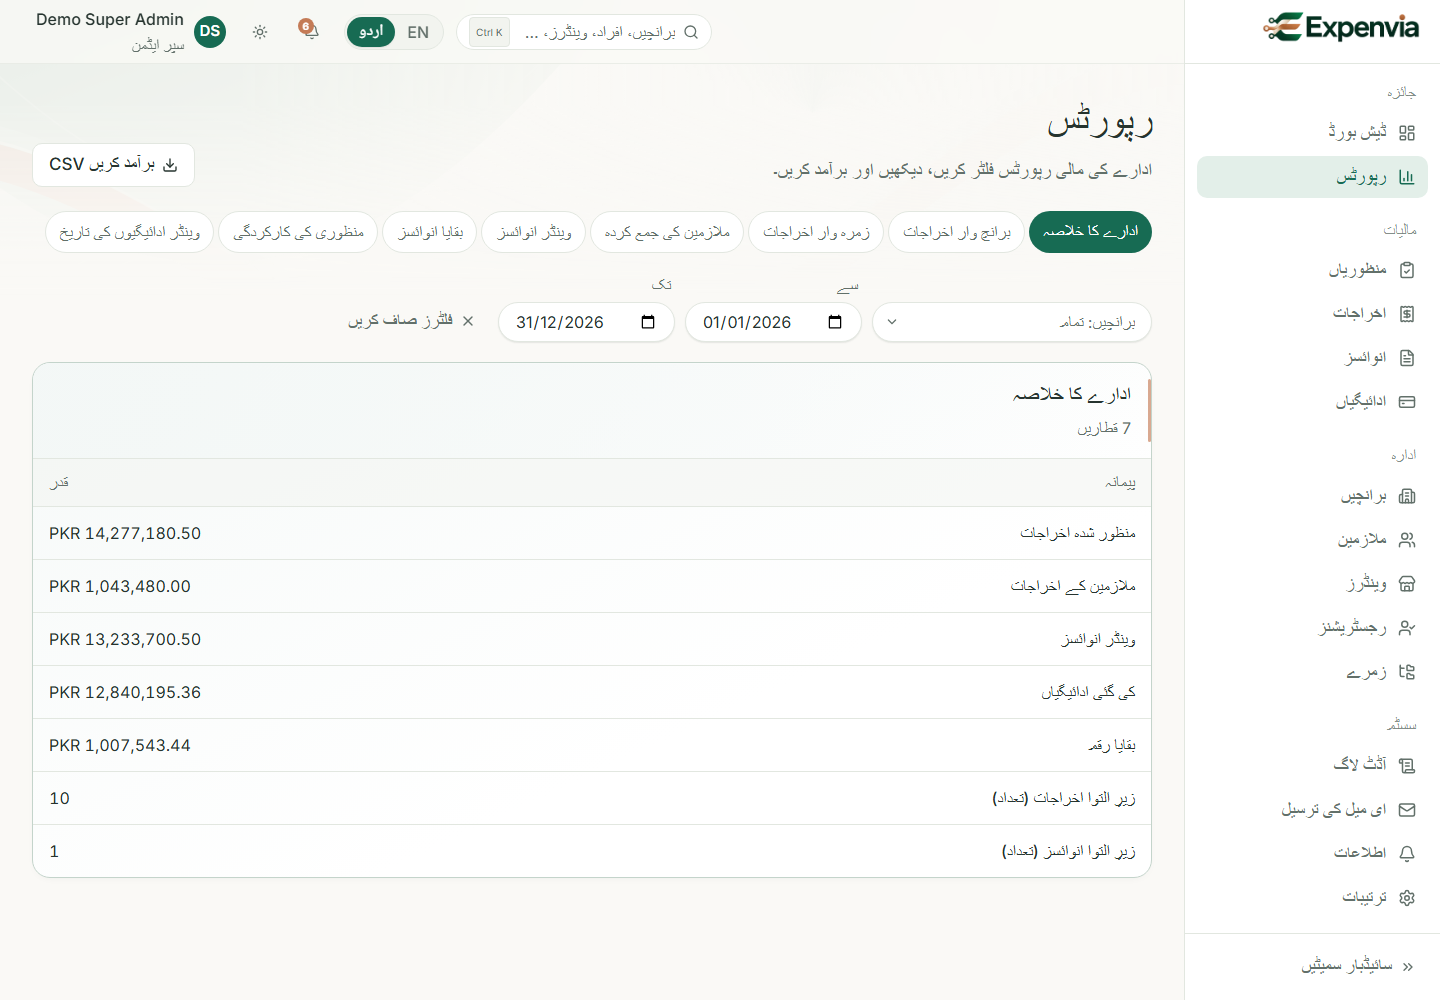 Expenvia
برانچیں، افراد، وینڈرز، ...
Ctrl K
EN
اردو
6
DS
Demo Super Admin
سپر ایڈمن
جائزہ
ڈیش بورڈ
رپورٹس
مالیات
منظوریاں
اخراجات
انوائسز
ادائیگیاں
ادارہ
برانچیں
ملازمین
وینڈرز
رجسٹریشنز
زمرے
سسٹم
آڈٹ لاگ
ای میل کی ترسیل
اطلاعات
ترتیبات
سائیڈبار سمیٹیں
رپورٹس
ادارے کی مالی رپورٹس فلٹر کریں، دیکھیں اور برآمد کریں۔
CSV برآمد کریں
ادارے کا خلاصہ
برانچ وار اخراجات
زمرہ وار اخراجات
ملازمین کی جمع کردہ
وینڈر انوائسز
بقایا انوائسز
منظوری کی کارکردگی
وینڈر ادائیگیوں کی تاریخ
برانچیں: تمام
سے
01/01/2026
تک
31/12/2026
فلٹرز صاف کریں
ادارے کا خلاصہ
7 قطاریں
پیمانہ
قدر
منظور شدہ اخراجات
PKR 14,277,180.50
ملازمین کے اخراجات
PKR 1,043,480.00
وینڈر انوائسز
PKR 13,233,700.50
کی گئی ادائیگیاں
PKR 12,840,195.36
بقایا رقم
PKR 1,007,543.44
زیرِ التوا اخراجات (تعداد)
10
زیرِ التوا انوائسز (تعداد)
1